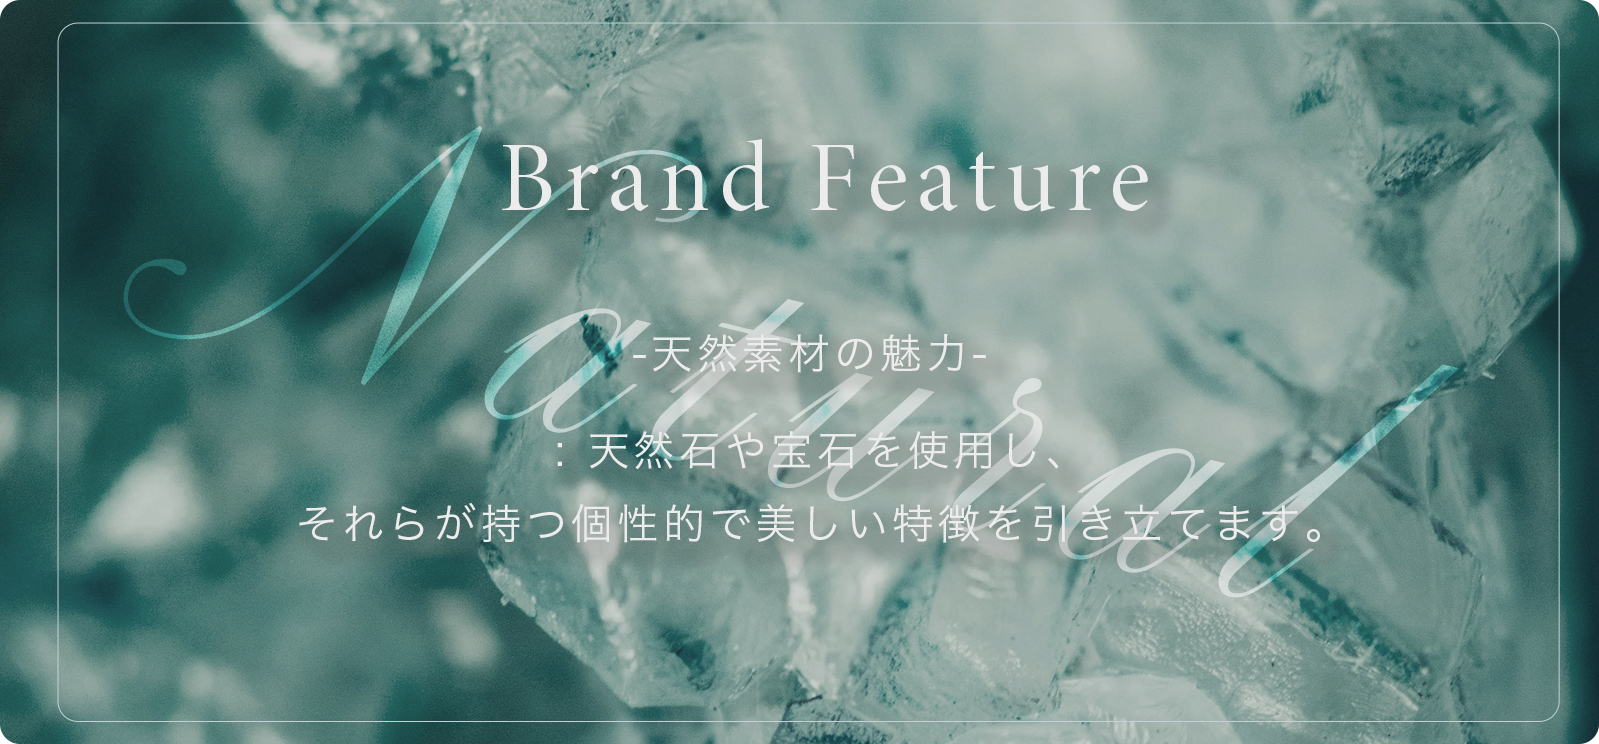 Brand Feature
Natural
-天然素材の魅力-
：天然石や宝石を使用し、
それらが持つ個性的で美しい特徴を引き立てます。